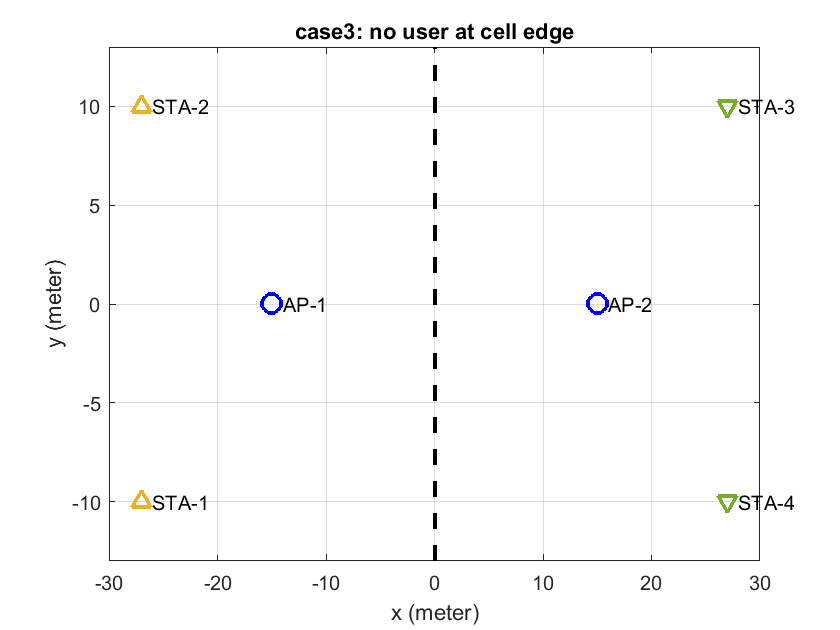 case3: no user at cell edge
10
STA-2
STA-3
5
y (meter)
0
AP-1
AP-2
-5
-10
STA-1
STA-4
-30
-20
-10
0
10
20
30
x (meter)